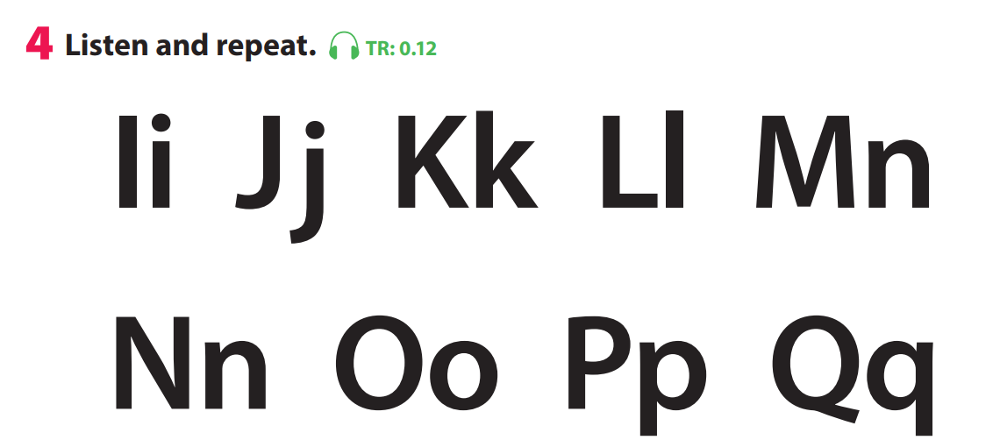 4 Listen and repeat. TR: 0.12
Ii Jj Kk Ll Mn
Nn Oo Pp Qq